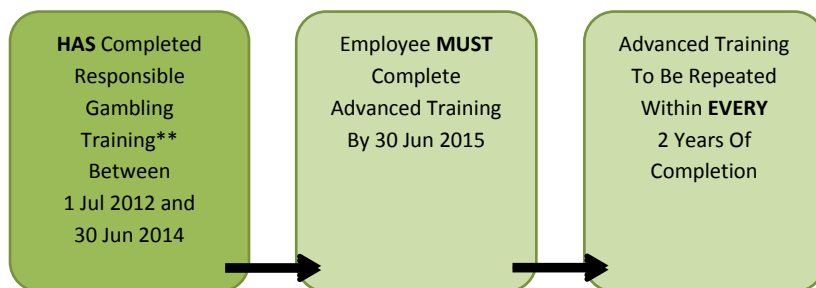 HAS Completed
Responsible
Gambling
Training**
Between
1 Jul 2012 and
30 Jun 2014
Employee MUST
Complete
Advanced Training
By 30 Jun 2015
Advanced Training
To Be Repeated
Within EVERY
2 Years Of
Completion